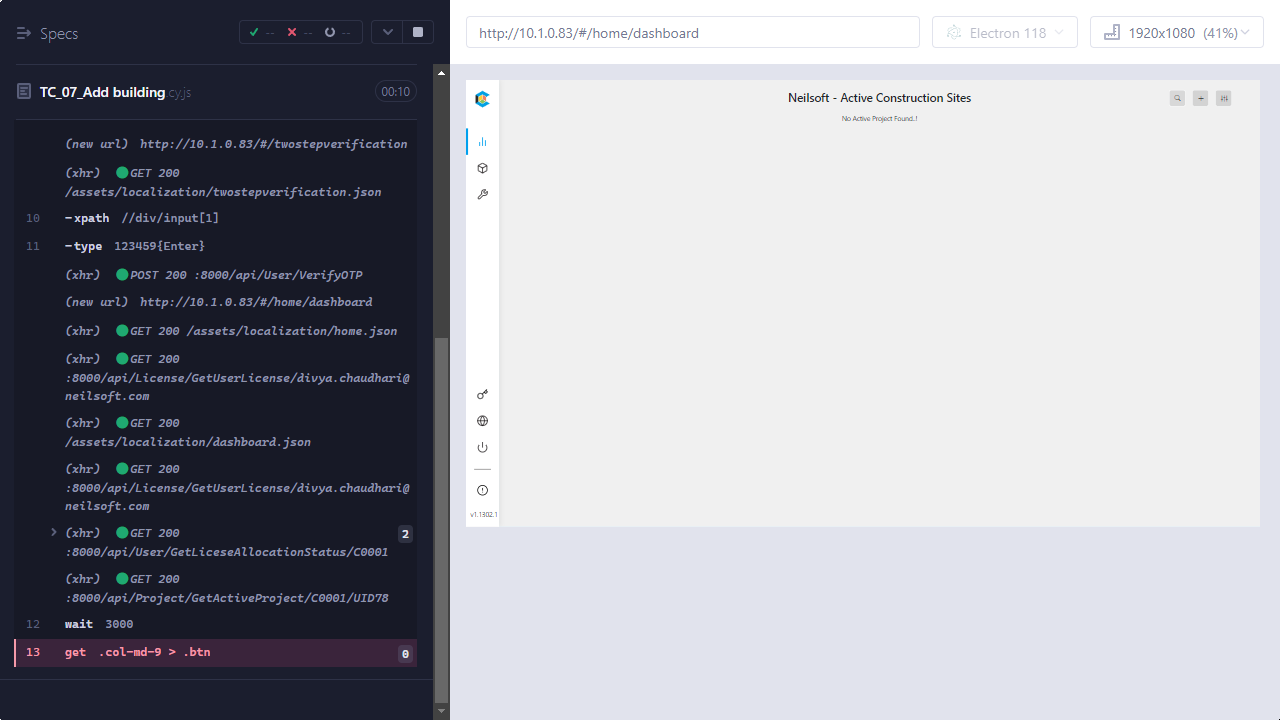 Specs
-- -- --
TC_07_Add building.cy.js 00:10
(new url) http://10.1.0.83/#/twostepverification
(xhr) GET 200
/assets/localization/twostepverification.json
10 -xpath //div/input[1]
11 -type 123459{Enter}
(xhr) POST 200 :8000/api/User/VerifyOTP
(new url) http://10.1.0.83/#/home/dashboard
(xhr) GET 200 /assets/localization/home.json
(xhr) GET 200
:8000/api/License/GetUserLicense/divya.chaudhari@
neilsoft.com
(xhr) GET 200
/assets/localization/dashboard.json
(xhr) GET 200
:8000/api/License/GetUserLicense/divya.chaudhari@
neilsoft.com
(xhr) GET 200 2
:8000/api/User/GetLiceseAllocationStatus/C0001
(xhr) GET 200
:8000/api/Project/GetActiveProject/C0001/UID78
12 wait 3000
13 get .col-md-9 > .btn 0
http://10.1.0.83/#/home/dashboard
Electron 118
1920x1080 (41%)
Neilsoft - Active Construction Sites
No Active Project Found..!
v1.1302.1